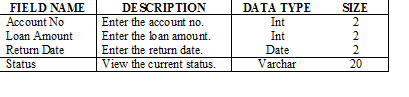 FIELD NAME DESCRIPTION DATA TYPE SIZE
Account No Enter the account no. Int 2
Loan Amount Enter the loan amount. Int 2
Return Date Enter the return date. Date 2
Status View the current status. Varchar 20